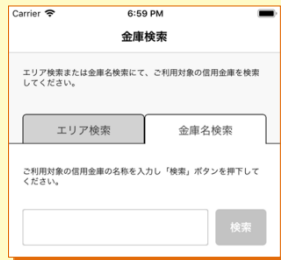 Carrier 6:59 PM
金庫検索
エリア検索または金庫名検索にて、ご利用対象の信用金庫を検索
してください。
エリア検索 金庫名検索
ご利用対象の信用金庫の名称を入力し「検索」ボタンを押下して
ください。
検索